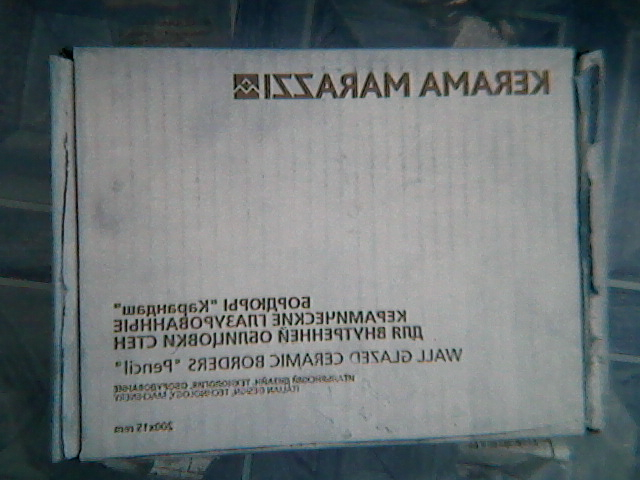 KERAMA MARAZZI
БОРДЮРЫ "Карандаш"
КЕРАМИЧЕСКИЕ ГЛАЗУРОВАННЫЕ
ДЛЯ ВНУТРЕННЕЙ ОБЛИЦОВКИ СТЕН
WALL GLAZED CERAMIC BORDERS "Pencil"
ИТАЛЬЯНСКИЙ ДИЗАЙН, ТЕХНОЛОГИЯ, ОБОРУДОВАНИЕ
ITALIAN DESIGN, TECHNOLOGY, MACHINERY
200x15 mm